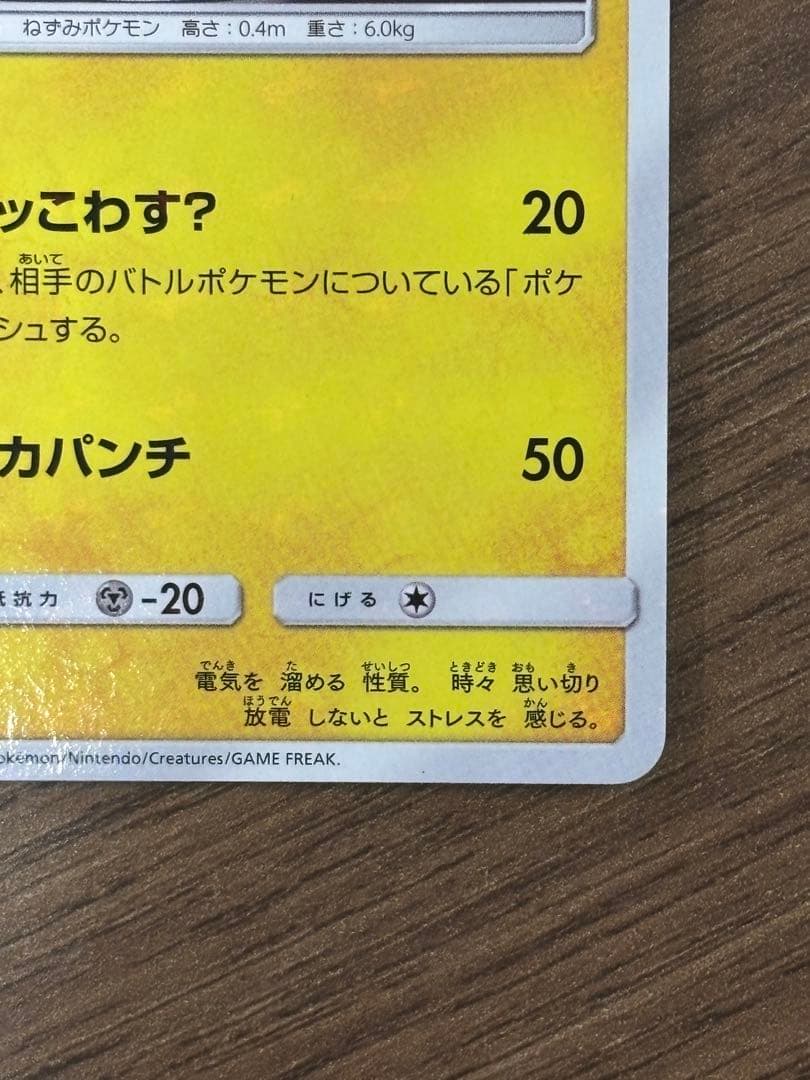 ねずみポケモン 高さ：0.4m 重さ：6.0kg
ッこわす？ 20
あいて
、相手のバトルポケモンについている「ポケ
シュする。
カパンチ 50
抵抗力 -20 にげる
でんき た せいしつ ときどき おも き
電気を 溜める 性質。 時々 思い切り
ほうでん かん
放電 しないと ストレスを 感じる。
okémon/Nintendo/Creatures/GAME FREAK.